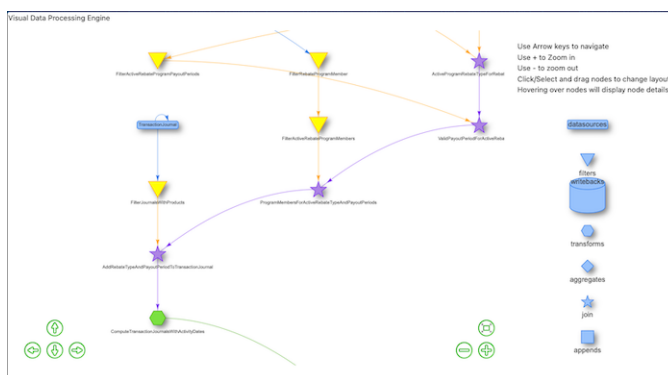 Visual Data Processing Engine
Use Arrow keys to navigate
Use + to Zoom in
Use - to zoom out
Click/Select and drag nodes to change layout
Hovering over nodes will display node details
FilterActiveRebateProgramPayoutPeriods
FilterRebateProgramMember
ActiveProgramRebateTypeForRebat
TransactionJournal
FilterActiveRebateProgramMembers
ValidPayoutPeriodForActiveReba
datasources
filters
writebacks
FilterJournalsWithProducts
ProgramMembersForActiveRebateTypeAndPayoutPeriods
transforms
AddRebateTypeAndPayoutPeriodToTransactionJournal
aggregates
join
ComputeTransactionJournalsWithActivityDates
appends